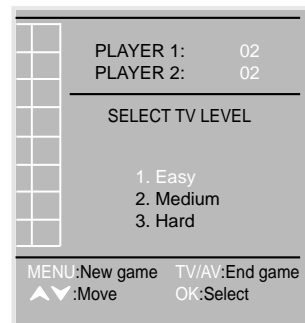 PLAYER 1: 02
PLAYER 2: 02
SELECT TV LEVEL
1. Easy
2. Medium
3. Hard
MENU:New game TV/AV:End game
:Move OK:Select